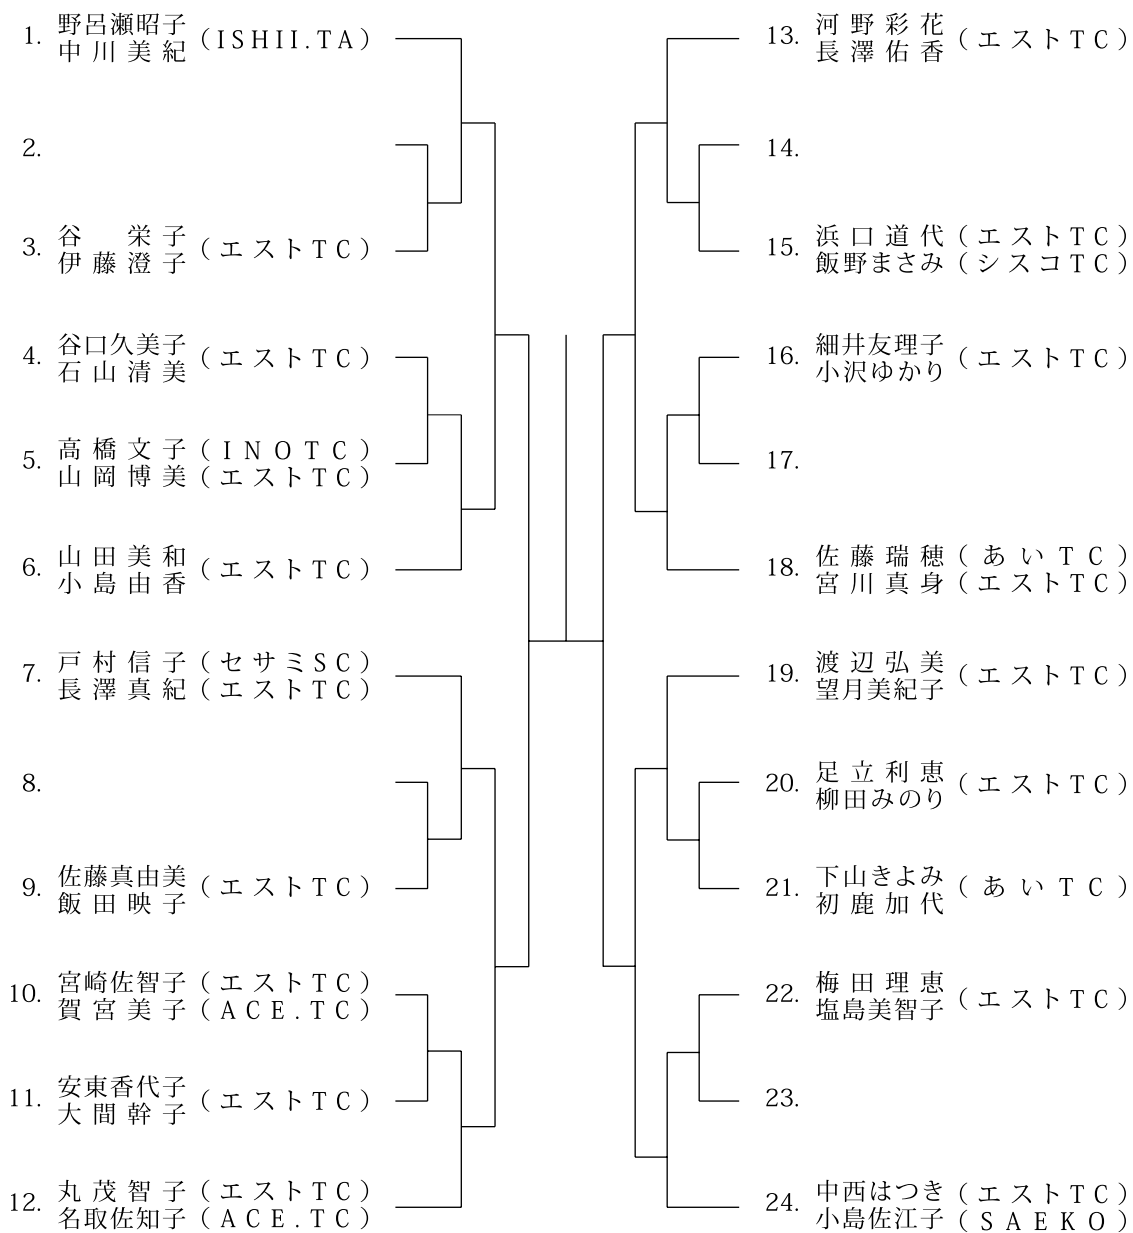 1. 野呂瀬昭子 (ISHII.TA)
中川美紀
2.
3. 谷 栄子 (エストTC)
伊藤澄子
4. 谷口久美子 (エストTC)
石山清美
5. 高橋文子 (INOTC)
山岡博美 (エストTC)
6. 山田美和 (エストTC)
小島由香
7. 戸村信子 (セサミSC)
長澤真紀 (エストTC)
8.
9. 佐藤真由美 (エストTC)
飯田映子
10. 宮崎佐智子 (エストTC)
賀宮美子 (ACE.TC)
11. 安東香代子 (エストTC)
大間幹子
12. 丸茂智子 (エストTC)
名取佐知子 (ACE.TC)
13. 河野彩花 (エストTC)
長澤佑香
14.
15. 浜口道代 (エストTC)
飯野まさみ (シスコTC)
16. 細井友理子 (エストTC)
小沢ゆかり
17.
18. 佐藤瑞穂 (あいTC)
宮川真身 (エストTC)
19. 渡辺弘美 (エストTC)
望月美紀子
20. 足立利恵 (エストTC)
柳田みのり
21. 下山きよみ (あいTC)
初鹿加代
22. 梅田理恵 (エストTC)
塩島美智子
23.
24. 中西はつき (エストTC)
小島佐江子 (SAEKO)